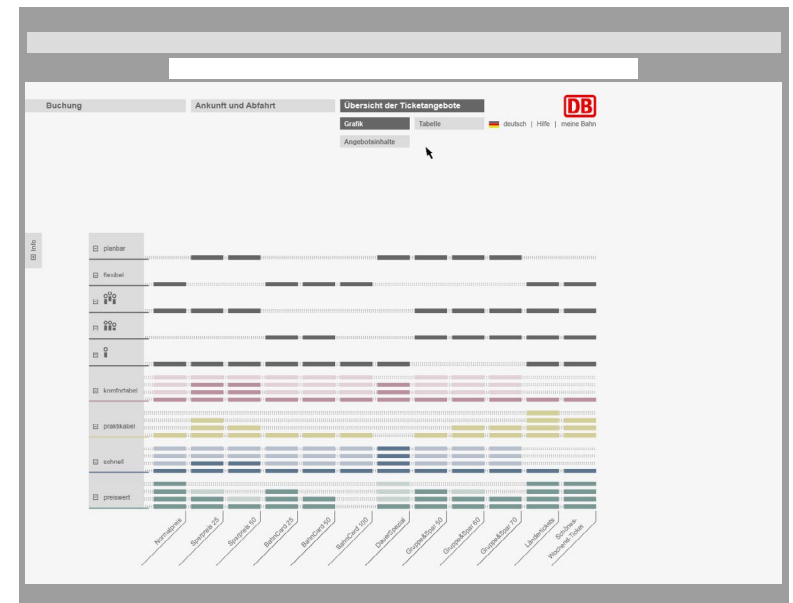 Buchung
Ankunft und Abfahrt
Übersicht der Ticketangebote
DB
Grafik
Tabelle
deutsch | Hilfe | meine Bahn
Angebotsinhalte
Info
planbar
flexibel
komfortabel
praktikabel
schnell
preiswert
Normalpreis
Sparpreis 25
Sparpreis 50
BahnCard 25
BahnCard 50
BahnCard 100
DauerSpezial
Gruppe&Spar 50
Gruppe&Spar 60
Gruppe&Spar 70
Ländertickets
Schönes-
Wochend-Ticket